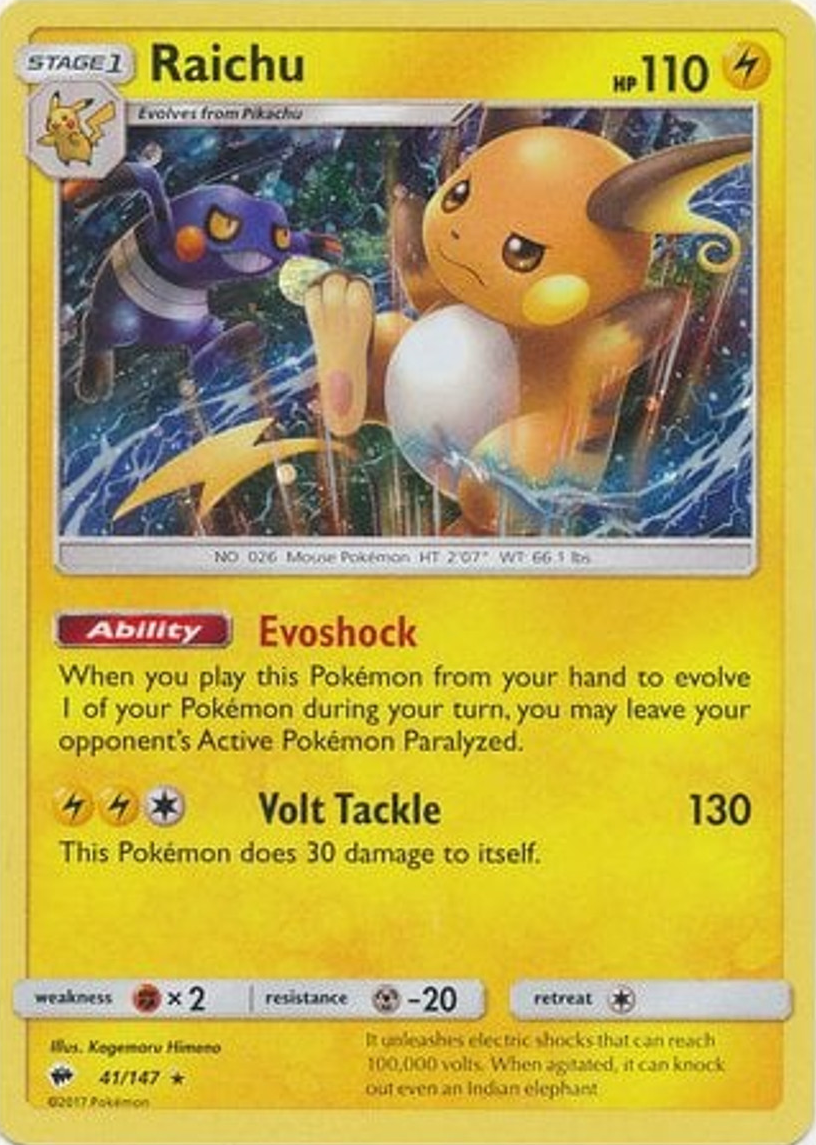 STAGE 1 Raichu HP 110
Evolves from Pikachu
NO. 026 Mouse Pokémon HT: 2'07" WT: 66.1 lbs.
Ability Evoshock
When you play this Pokémon from your hand to evolve
1 of your Pokémon during your turn, you may leave your
opponent's Active Pokémon Paralyzed.
Volt Tackle 130
This Pokémon does 30 damage to itself.
weakness ×2 resistance -20 retreat
Illus. Kagemaru Himeno
41/147 ★
©2017 Pokémon
It unleashes electric shocks that can reach
100,000 volts. When agitated, it can knock
out even an Indian elephant